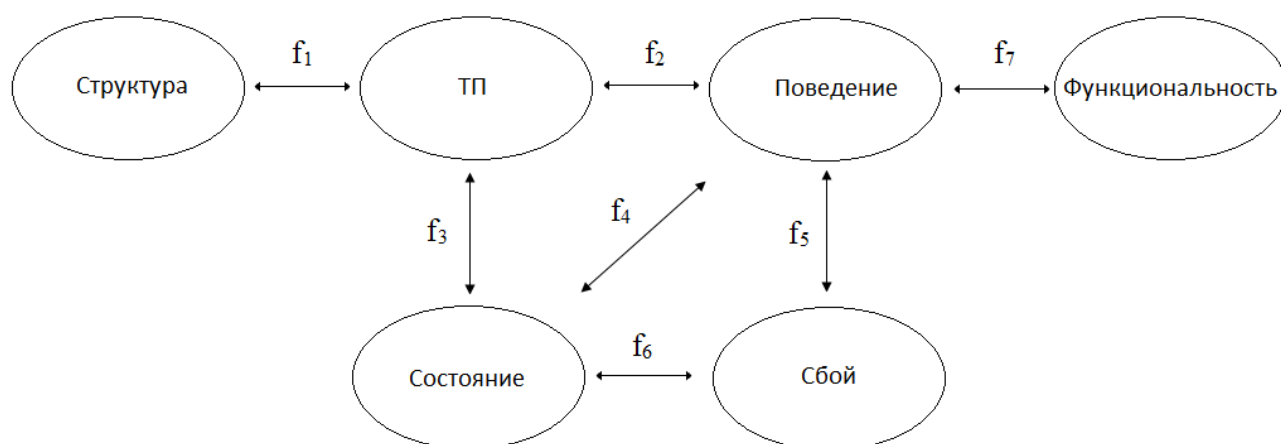 f₁
f₂
f₇
Структура
ТП
Поведение
Функциональность
f₃
f₄
f₅
f₆
Состояние
Сбой